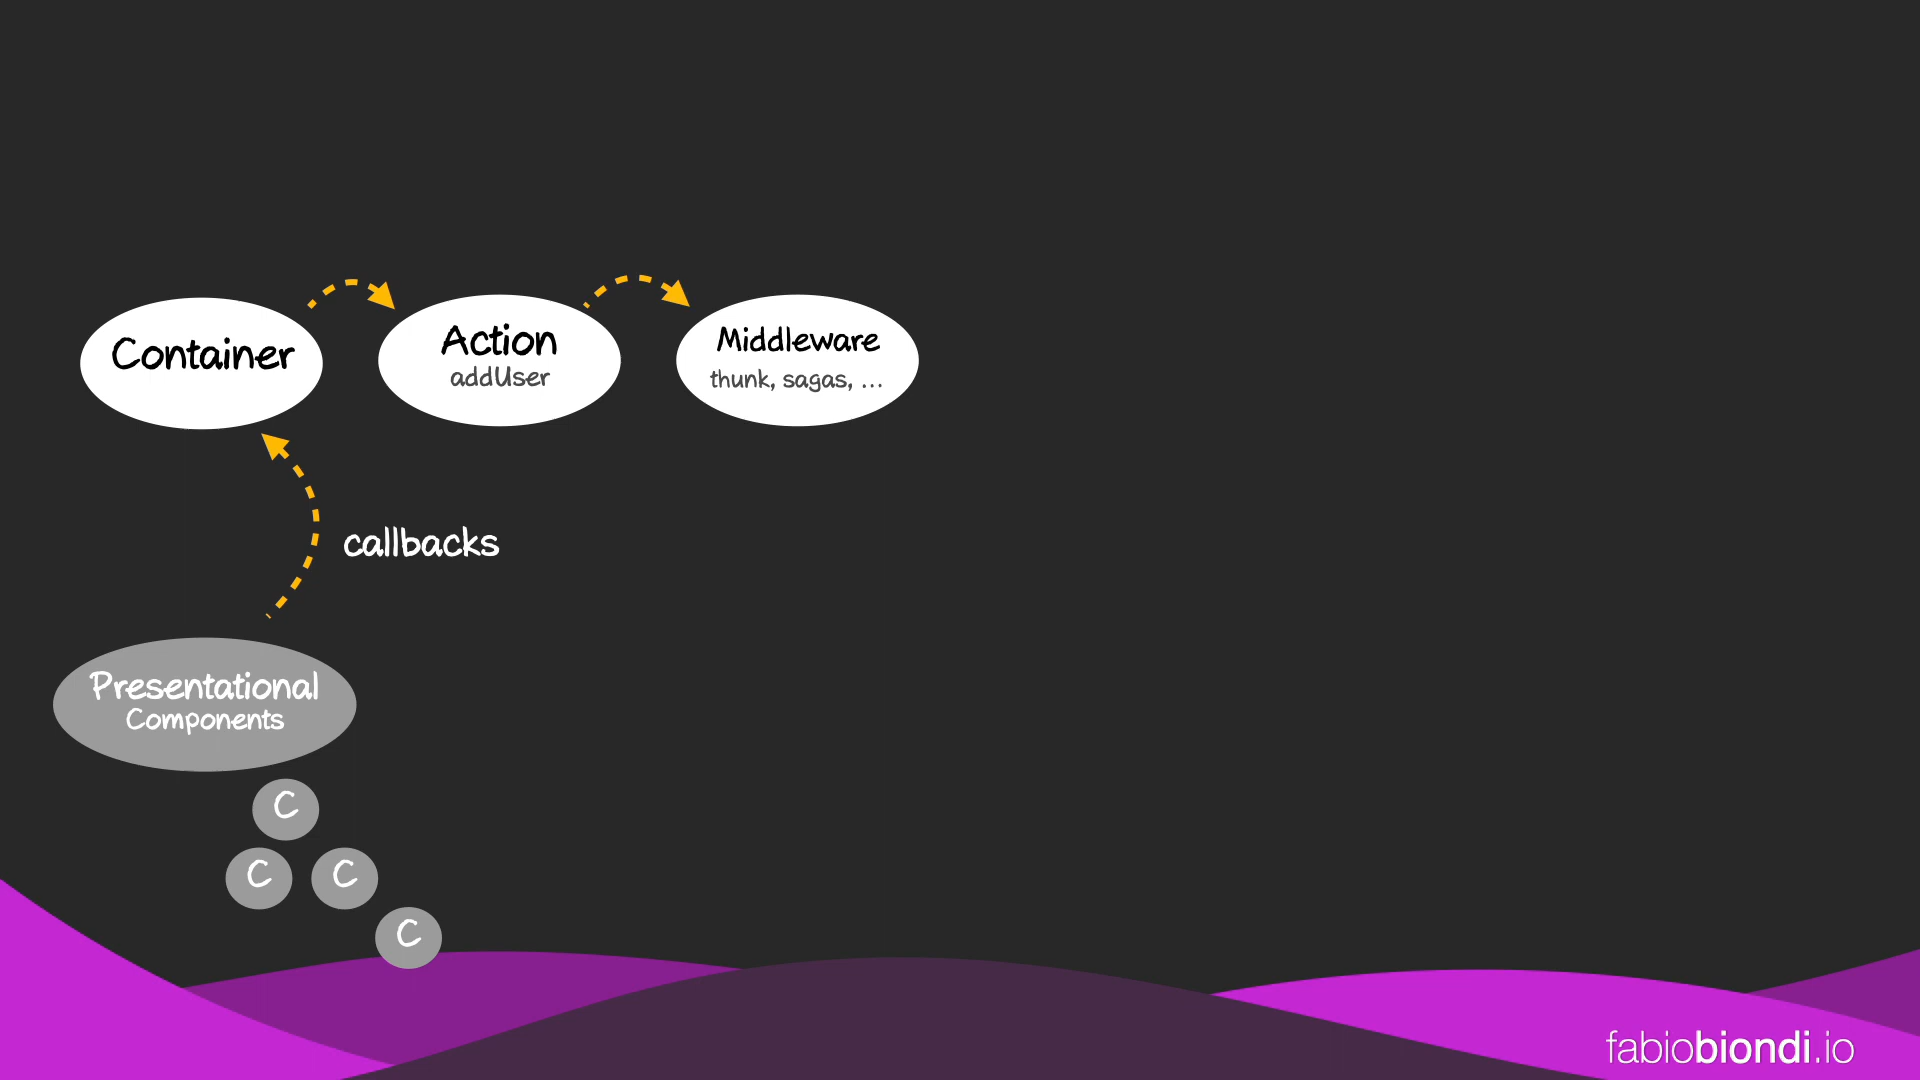 Container
Action
addUser
Middleware
thunk, sagas, ...
callbacks
Presentational
Components
C
C
C
C
fabiobiondi.io